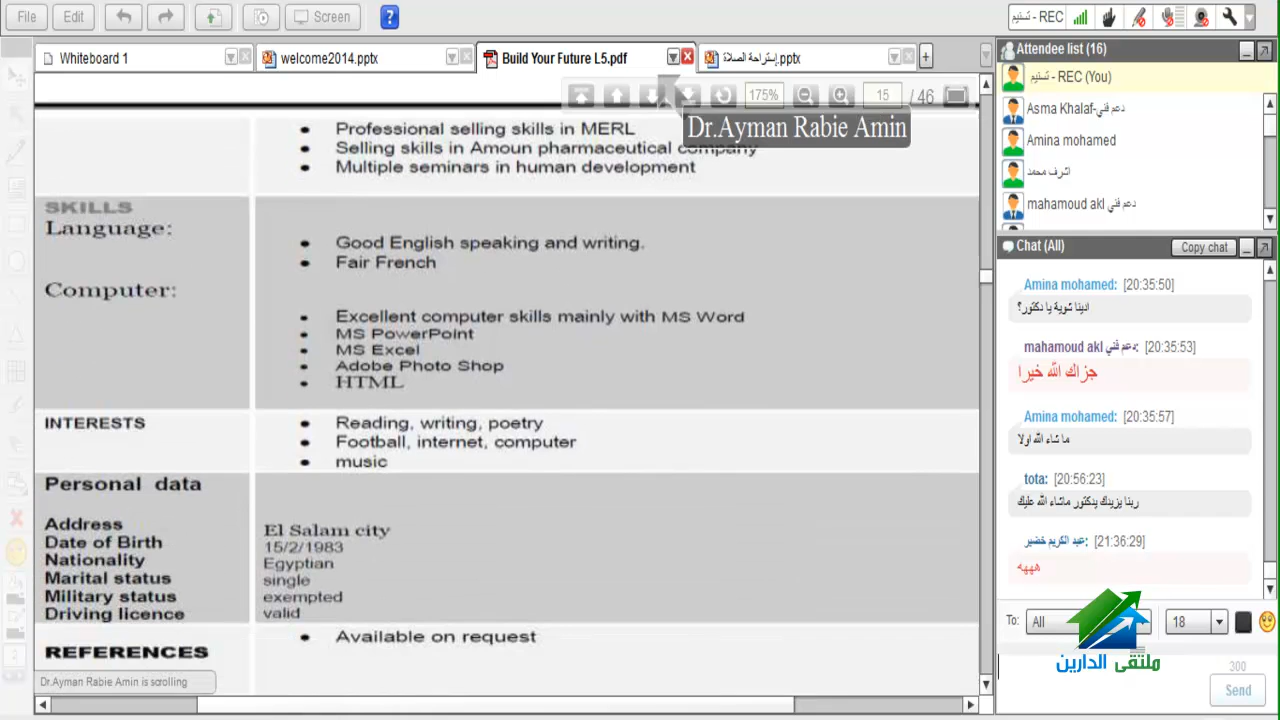 File
Edit
Screen
?
تسنيم - REC
Whiteboard 1
welcome2014.pptx
Build Your Future L5.pdf
إستراحة الصلاة.pptx
175%
15 / 46
Dr.Ayman Rabie Amin
Professional selling skills in MERL
Selling skills in Amoun pharmaceutical company
Multiple seminars in human development
SKILLS
Language:
Good English speaking and writing.
Fair French
Computer:
Excellent computer skills mainly with MS Word
MS PowerPoint
MS Excel
Adobe Photo Shop
HTML
INTERESTS
Reading, writing, poetry
Football, internet, computer
music
Personal data
Address El Salam city
Date of Birth 15/2/1983
Nationality Egyptian
Marital status single
Military status exempted
Driving licence valid
REFERENCES
Available on request
Dr.Ayman Rabie Amin is scrolling
Attendee list (16)
تسنيم - REC (You)
Asma Khalaf-دعم فني
Amina mohamed
اشرف محمد
mahamoud akl دعم فني
Chat (All)
Copy chat
Amina mohamed: [20:35:50]
ادينا شوية يا دكتور؟
mahamoud akl دعم فني: [20:35:53]
جزاك الله خيرا
Amina mohamed: [20:35:57]
ما شاء الله اولا
tota: [20:56:23]
ربنا يزيدك يدكتور ماشاء الله عليك
عبد الكريم خضير: [21:36:29]
هههه
To: All
18
ملتقى الدارين
300
Send